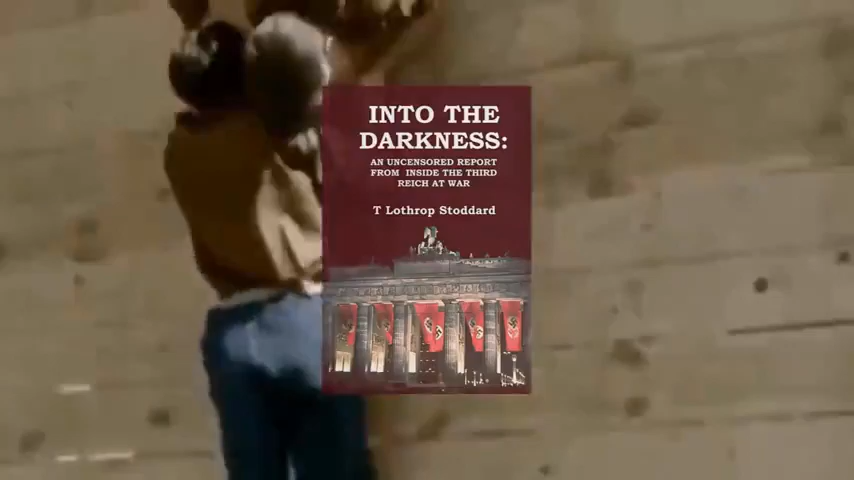 INTO THE
DARKNESS:
AN UNCENSORED REPORT
FROM INSIDE THE THIRD
REICH AT WAR
T Lothrop Stoddard